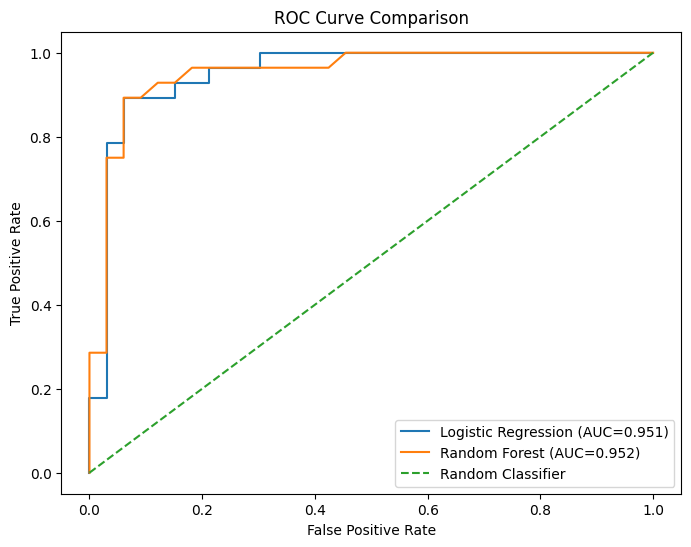 ROC Curve Comparison
True Positive Rate
1.0
0.8
0.6
0.4
0.2
0.0
Logistic Regression (AUC=0.951)
Random Forest (AUC=0.952)
Random Classifier
0.0 0.2 0.4 0.6 0.8 1.0
False Positive Rate